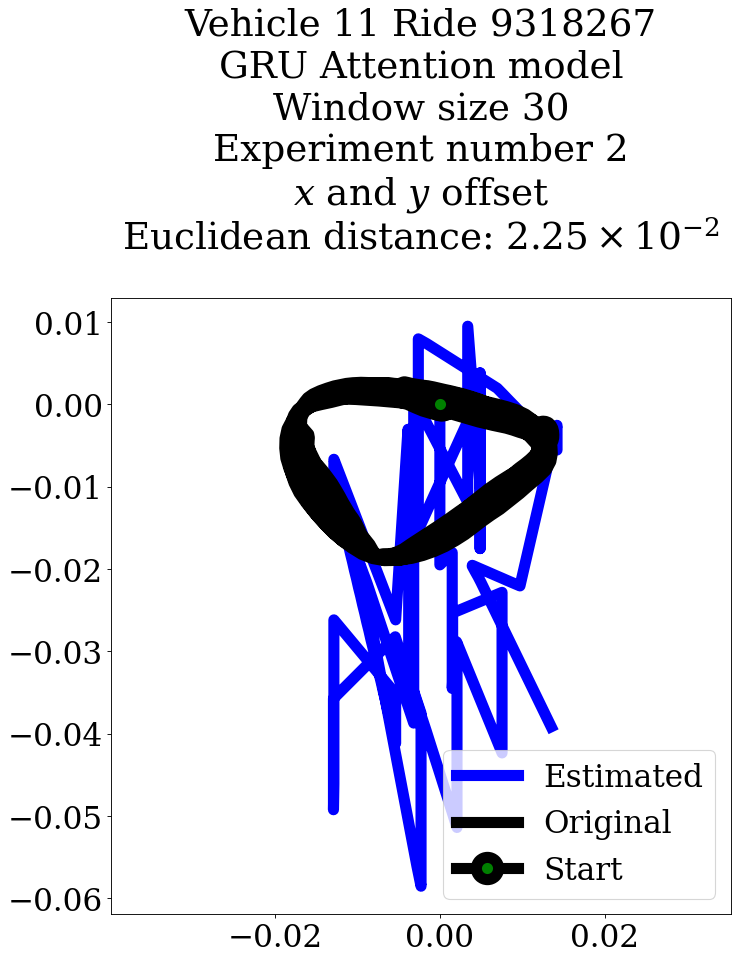 Vehicle 11 Ride 9318267
GRU Attention model
Window size 30
Experiment number 2
x and y offset
Euclidean distance: 2.25 × 10⁻²
0.01
0.00
−0.01
−0.02
−0.03
−0.04
−0.05
−0.06
Estimated
Original
Start
−0.02
0.00
0.02